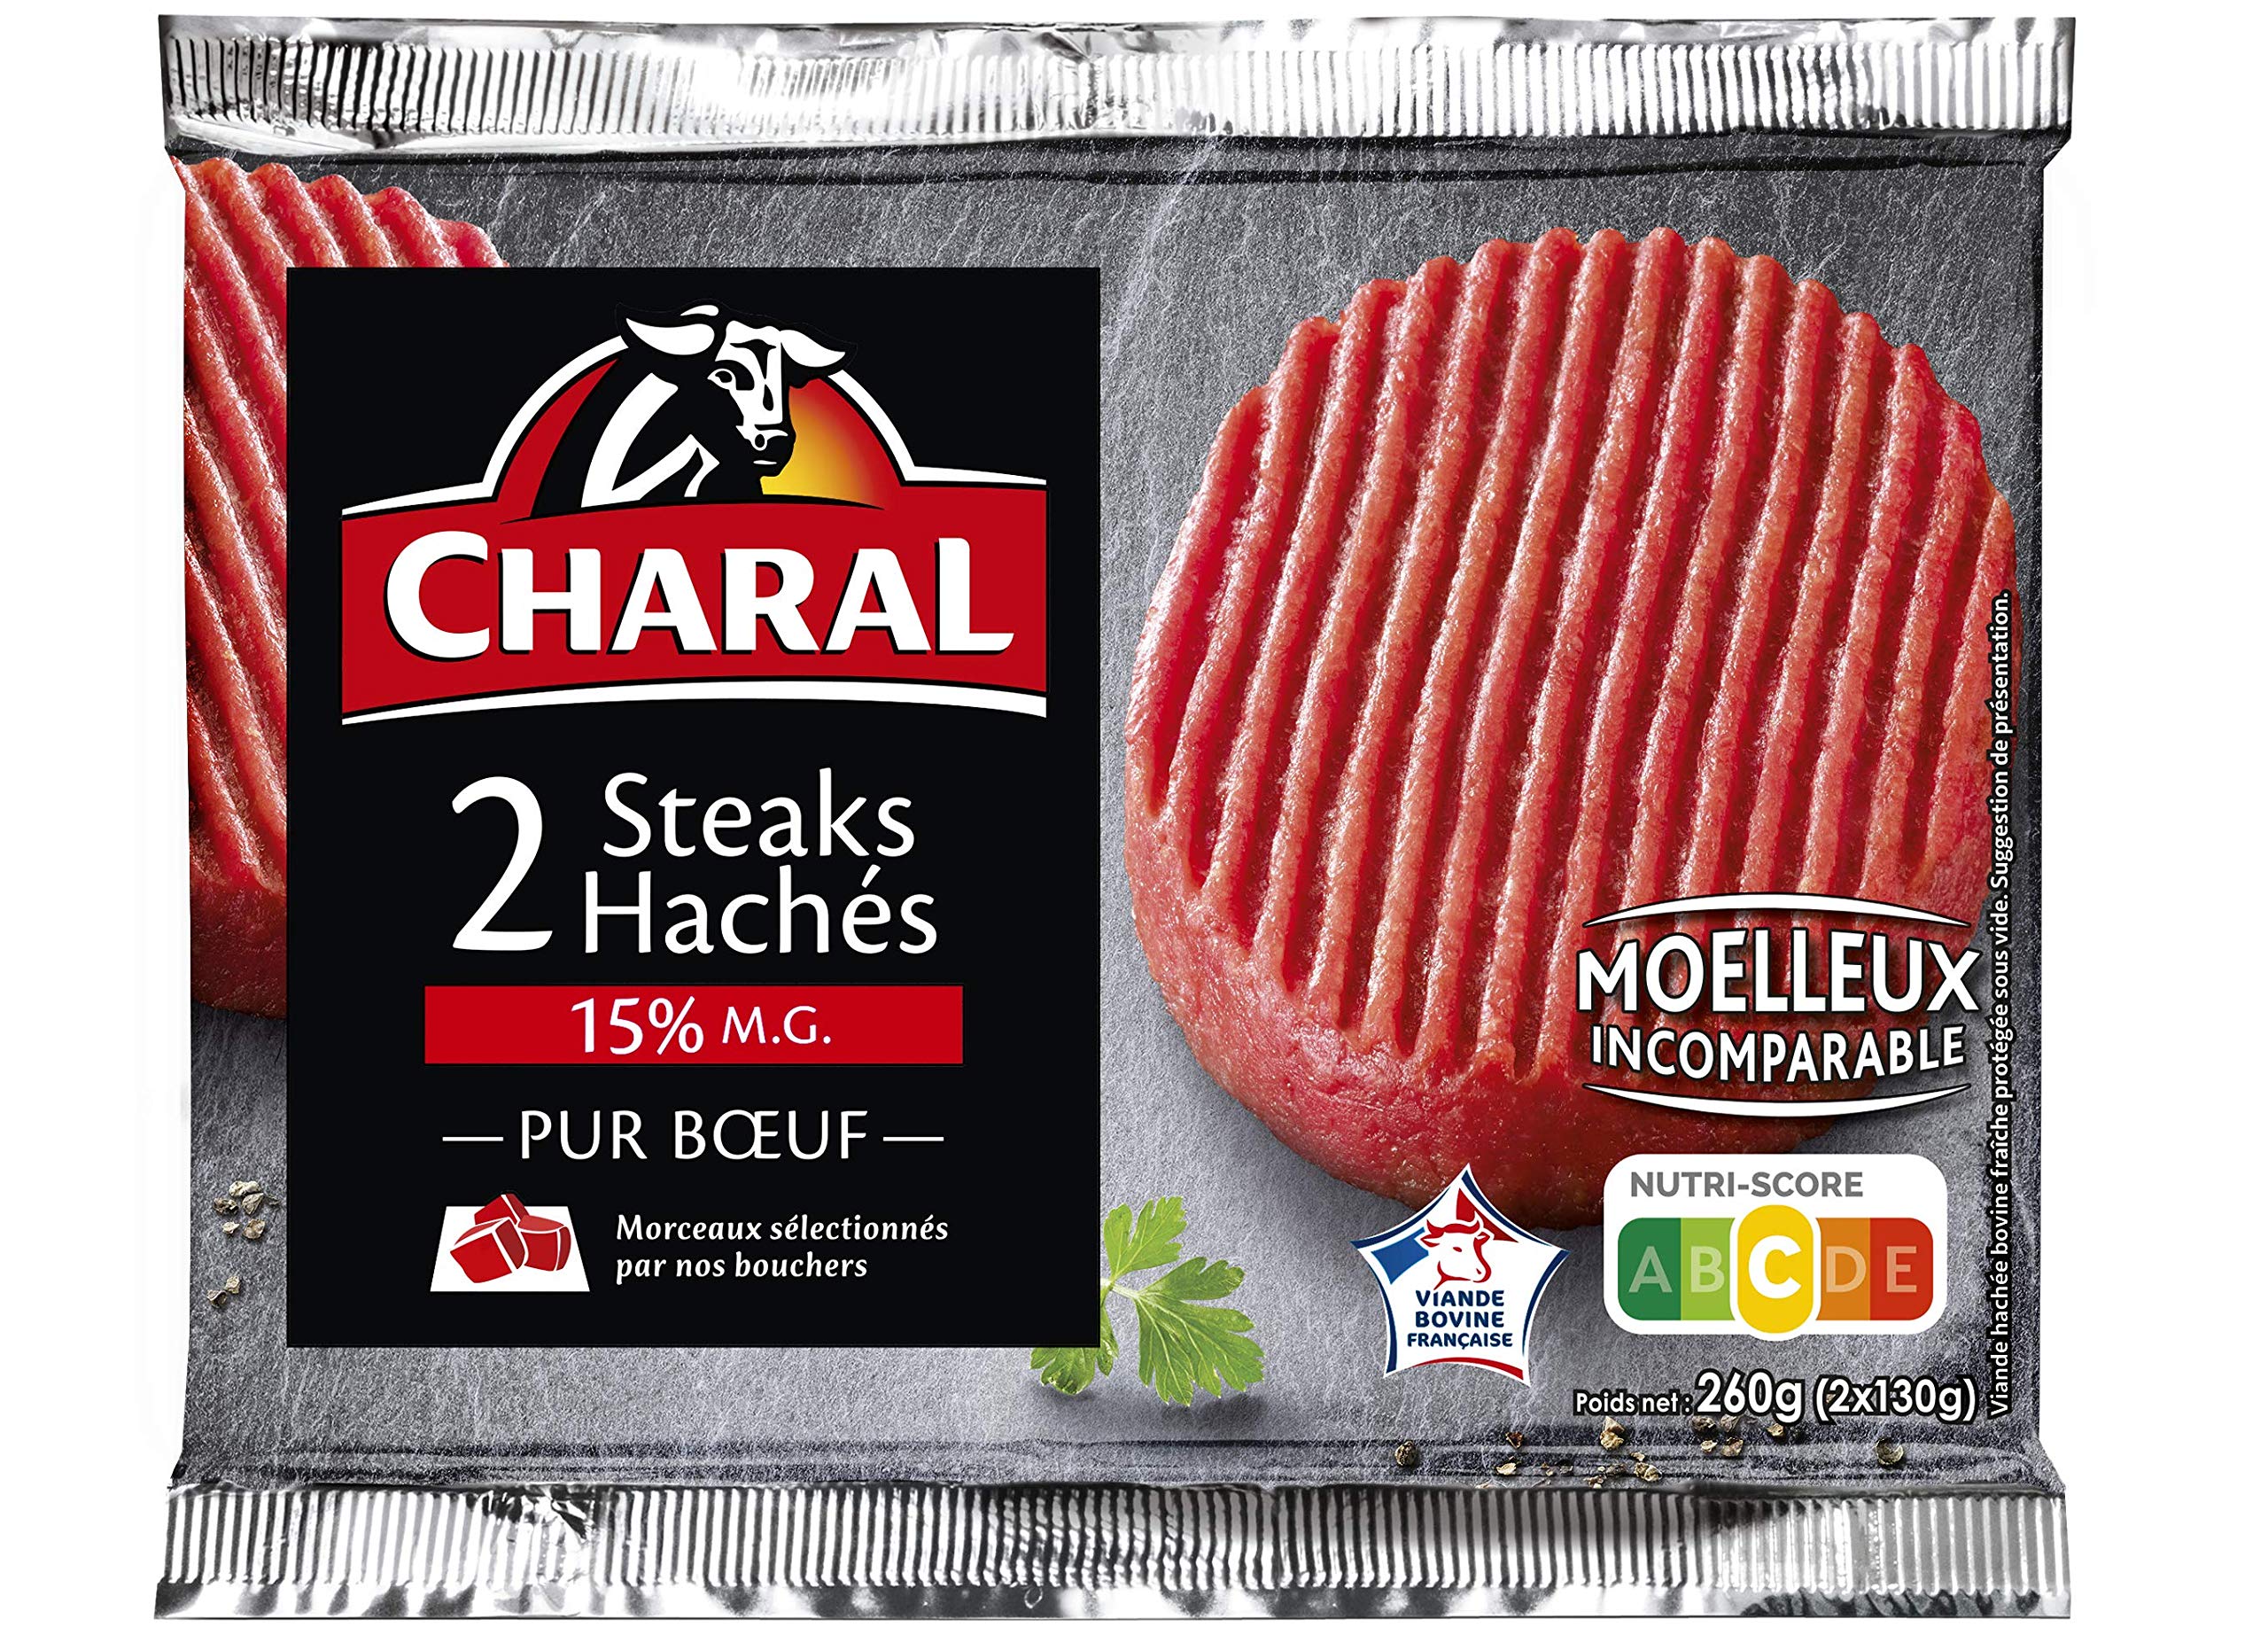 CHARAL
2 Steaks
Hachés
15% M.G.
— PUR BŒUF —
Morceaux sélectionnés
par nos bouchers
MOELLEUX
INCOMPARABLE
VIANDE
BOVINE
FRANÇAISE
NUTRI-SCORE
A B C D E
Poids net : 260g (2x130g)
Viande hachée bovine fraîche protégée sous vide. Suggestion de présentation.